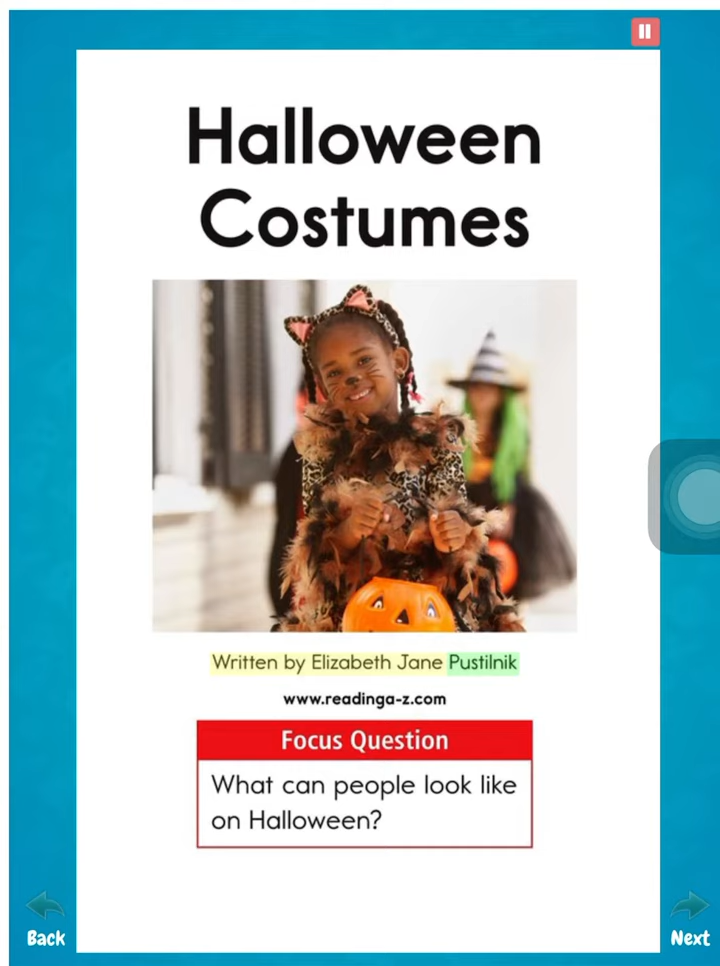 Halloween
Costumes
Written by Elizabeth Jane Pustilnik
www.readinga-z.com
Focus Question
What can people look like
on Halloween?
Back
Next